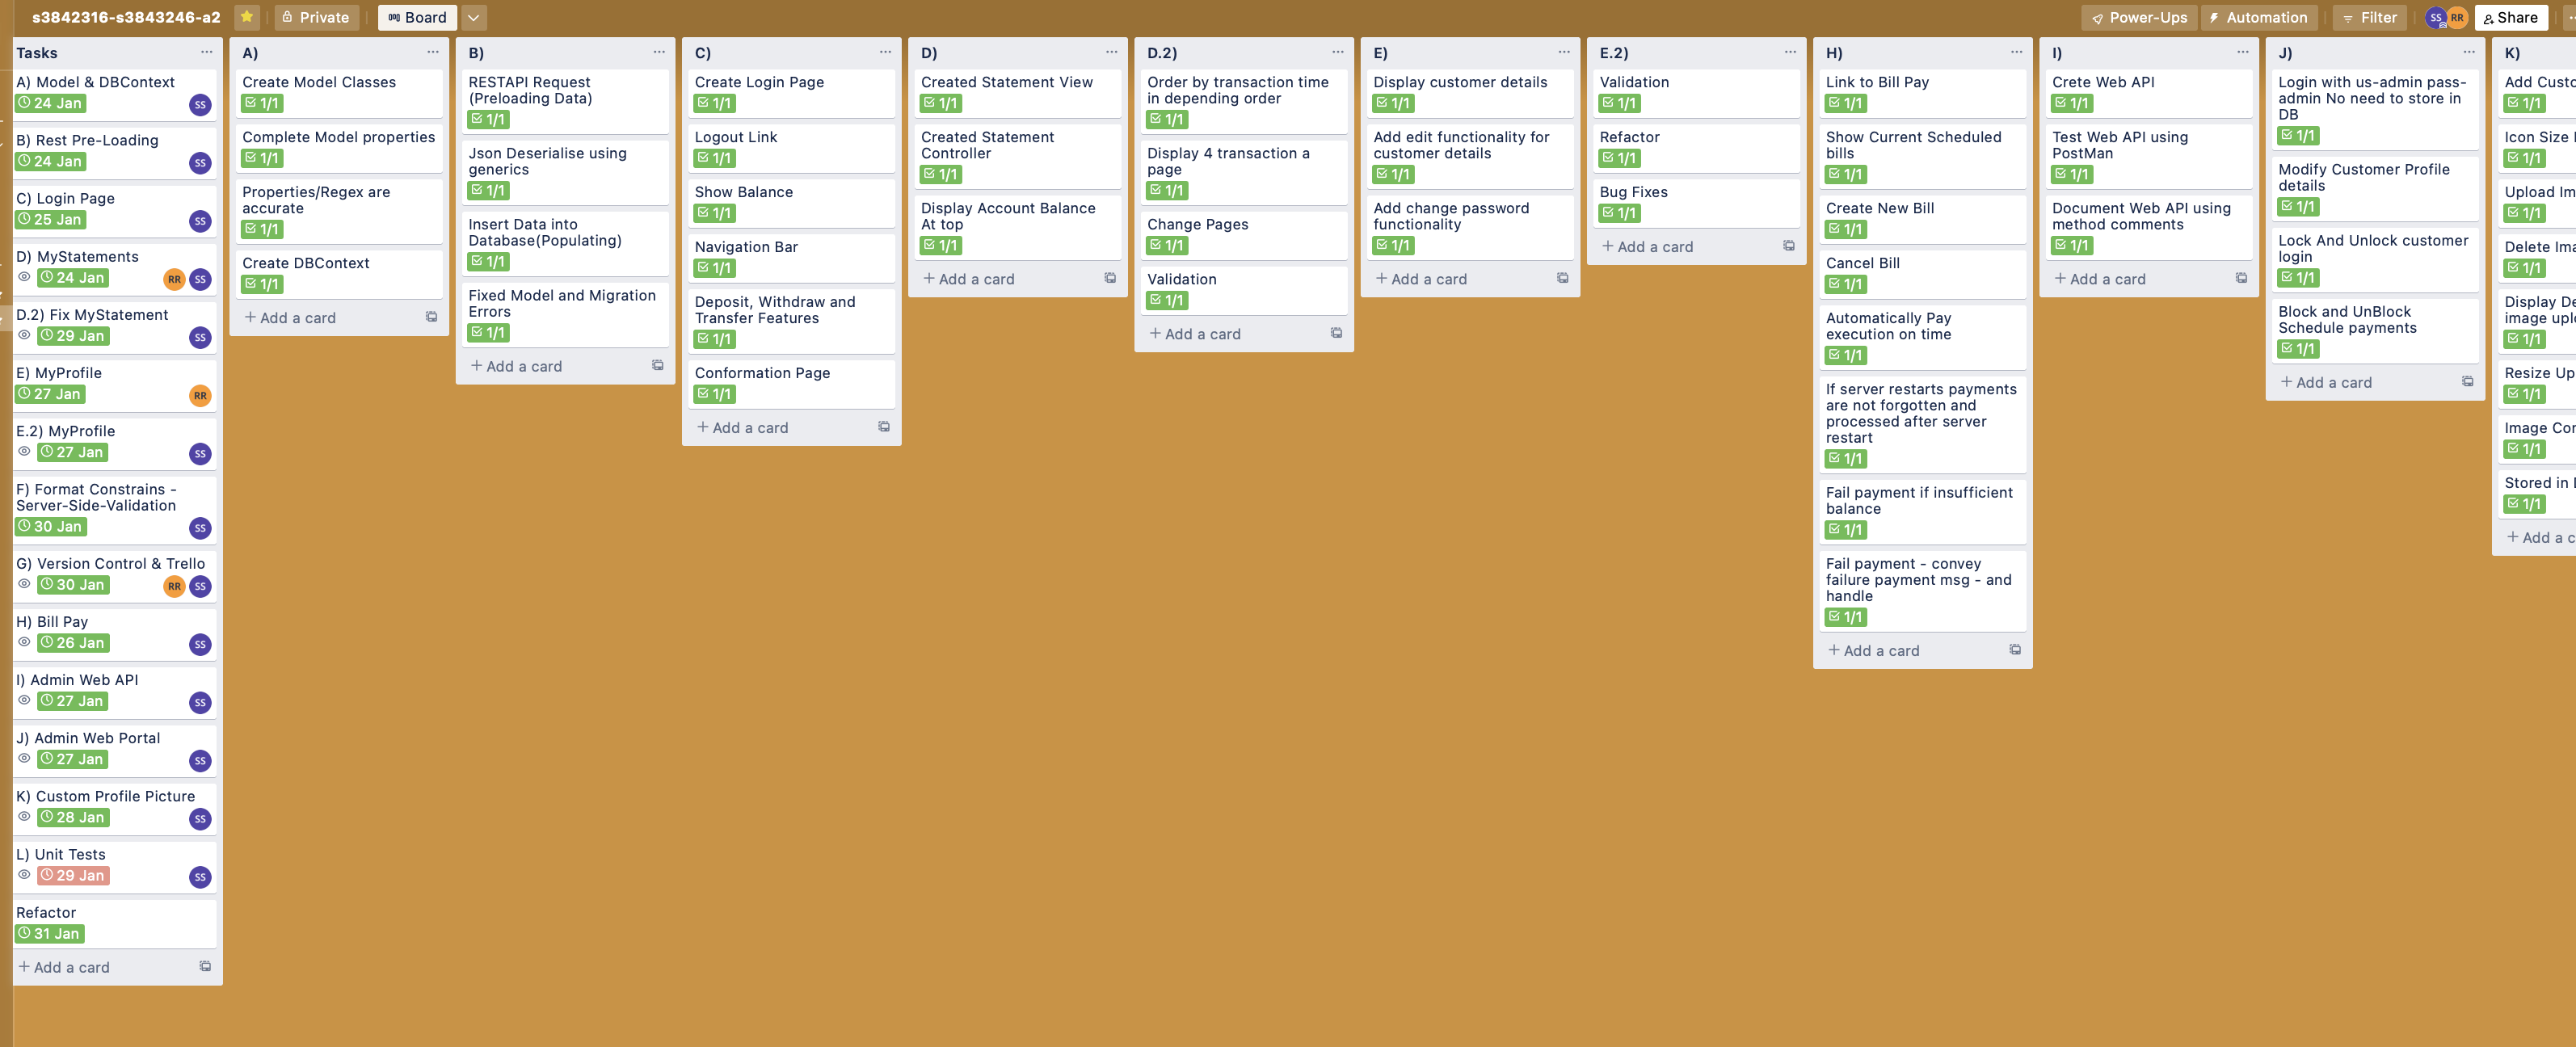 s3842316-s3843246-a2
Private
Board
Power-Ups
Automation
Filter
SS
RR
Share
Tasks
A) Model & DBContext
24 Jan
SS
B) Rest Pre-Loading
24 Jan
SS
C) Login Page
25 Jan
SS
D) MyStatements
24 Jan
RR
SS
D.2) Fix MyStatement
29 Jan
SS
E) MyProfile
27 Jan
RR
E.2) MyProfile
27 Jan
SS
F) Format Constrains -
Server-Side-Validation
30 Jan
SS
G) Version Control & Trello
30 Jan
RR
SS
H) Bill Pay
26 Jan
SS
I) Admin Web API
27 Jan
SS
J) Admin Web Portal
27 Jan
SS
K) Custom Profile Picture
28 Jan
SS
L) Unit Tests
29 Jan
SS
Refactor
31 Jan
+ Add a card
A)
Create Model Classes
1/1
Complete Model properties
1/1
Properties/Regex are
accurate
1/1
Create DBContext
1/1
+ Add a card
B)
RESTAPI Request
(Preloading Data)
1/1
Json Deserialise using
generics
1/1
Insert Data into
Database(Populating)
1/1
Fixed Model and Migration
Errors
1/1
+ Add a card
C)
Create Login Page
1/1
Logout Link
1/1
Show Balance
1/1
Navigation Bar
1/1
Deposit, Withdraw and
Transfer Features
1/1
Conformation Page
1/1
+ Add a card
D)
Created Statement View
1/1
Created Statement
Controller
1/1
Display Account Balance
At top
1/1
+ Add a card
D.2)
Order by transaction time
in depending order
1/1
Display 4 transaction a
page
1/1
Change Pages
1/1
Validation
1/1
+ Add a card
E)
Display customer details
1/1
Add edit functionality for
customer details
1/1
Add change password
functionality
1/1
+ Add a card
E.2)
Validation
1/1
Refactor
1/1
Bug Fixes
1/1
+ Add a card
H)
Link to Bill Pay
1/1
Show Current Scheduled
bills
1/1
Create New Bill
1/1
Cancel Bill
1/1
Automatically Pay
execution on time
1/1
If server restarts payments
are not forgotten and
processed after server
restart
1/1
Fail payment if insufficient
balance
1/1
Fail payment - convey
failure payment msg - and
handle
1/1
+ Add a card
I)
Crete Web API
1/1
Test Web API using
PostMan
1/1
Document Web API using
method comments
1/1
+ Add a card
J)
Login with us-admin pass-
admin No need to store in
DB
1/1
Modify Customer Profile
details
1/1
Lock And Unlock customer
login
1/1
Block and UnBlock
Schedule payments
1/1
+ Add a card
K)
Add
1/1
Icon Size
1/1
Upload
1/1
Delete
1/1
Display
image
1/1
Resize
1/1
Image
1/1
Stored in
1/1
+ Add a